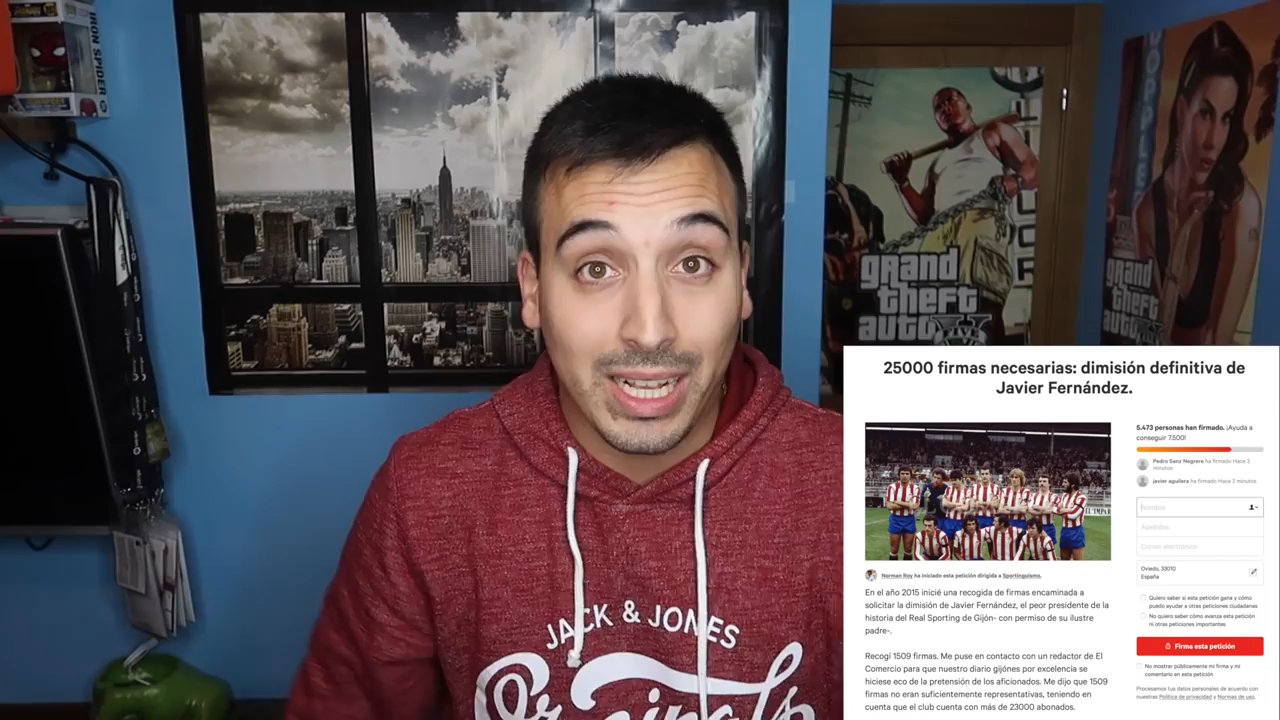 IRON SPIDER
grand
theft
auto V
grand
theft
auto V
JACK & JONES
Originals
25000 firmas necesarias: dimisión definitiva de
Javier Fernández.
5.473 personas han firmado. ¡Ayuda a
conseguir 7.500!
Pedro Sanz Negrero ha firmado Hace 2
minutos
javier aguilera ha firmado Hace 2 minutos
Nombre
Apellidos
Correo electrónico
Oviedo, 33010
España
Quiero saber si esta petición gana y cómo
puedo ayudar a otras peticiones ciudadanas
No quiero saber cómo avanza esta petición
ni otras peticiones importantes
Firma esta petición
No mostrar públicamente mi firma y mi
comentario en esta petición
Procesamos tus datos personales de acuerdo con
nuestras Política de privacidad y Normas de uso.
Norman Roy ha iniciado esta petición dirigida a Sportinguismo.
En el año 2015 inicié una recogida de firmas encaminada a
solicitar la dimisión de Javier Fernández, el peor presidente de la
historia del Real Sporting de Gijón- con permiso de su ilustre
padre-.
Recogí 1509 firmas. Me puse en contacto con un redactor de El
Comercio para que nuestro diario gijónes por excelencia se
hiciese eco de la pretensión de los aficionados. Me dijo que 1509
firmas no eran suficientemente representativas, teniendo en
cuenta que el club cuenta con más de 23000 abonados.